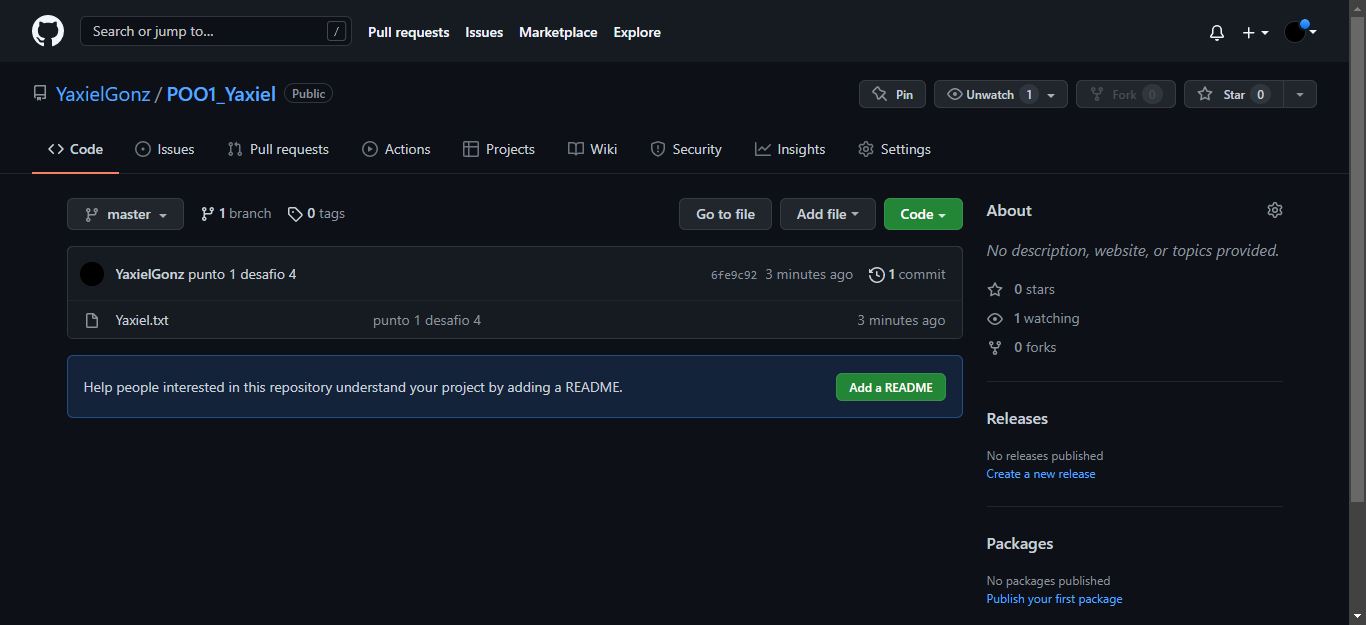 Search or jump to... /
Pull requests Issues Marketplace Explore
YaxielGonz / POO1_Yaxiel Public
Pin Unwatch 1 Fork 0 Star 0
Code Issues Pull requests Actions Projects Wiki Security Insights Settings
master 1 branch 0 tags Go to file Add file Code
YaxielGonz punto 1 desafio 4 6fe9c92 3 minutes ago 1 commit
Yaxiel.txt punto 1 desafio 4 3 minutes ago
Help people interested in this repository understand your project by adding a README. Add a README
About
No description, website, or topics provided.
0 stars
1 watching
0 forks
Releases
No releases published
Create a new release
Packages
No packages published
Publish your first package